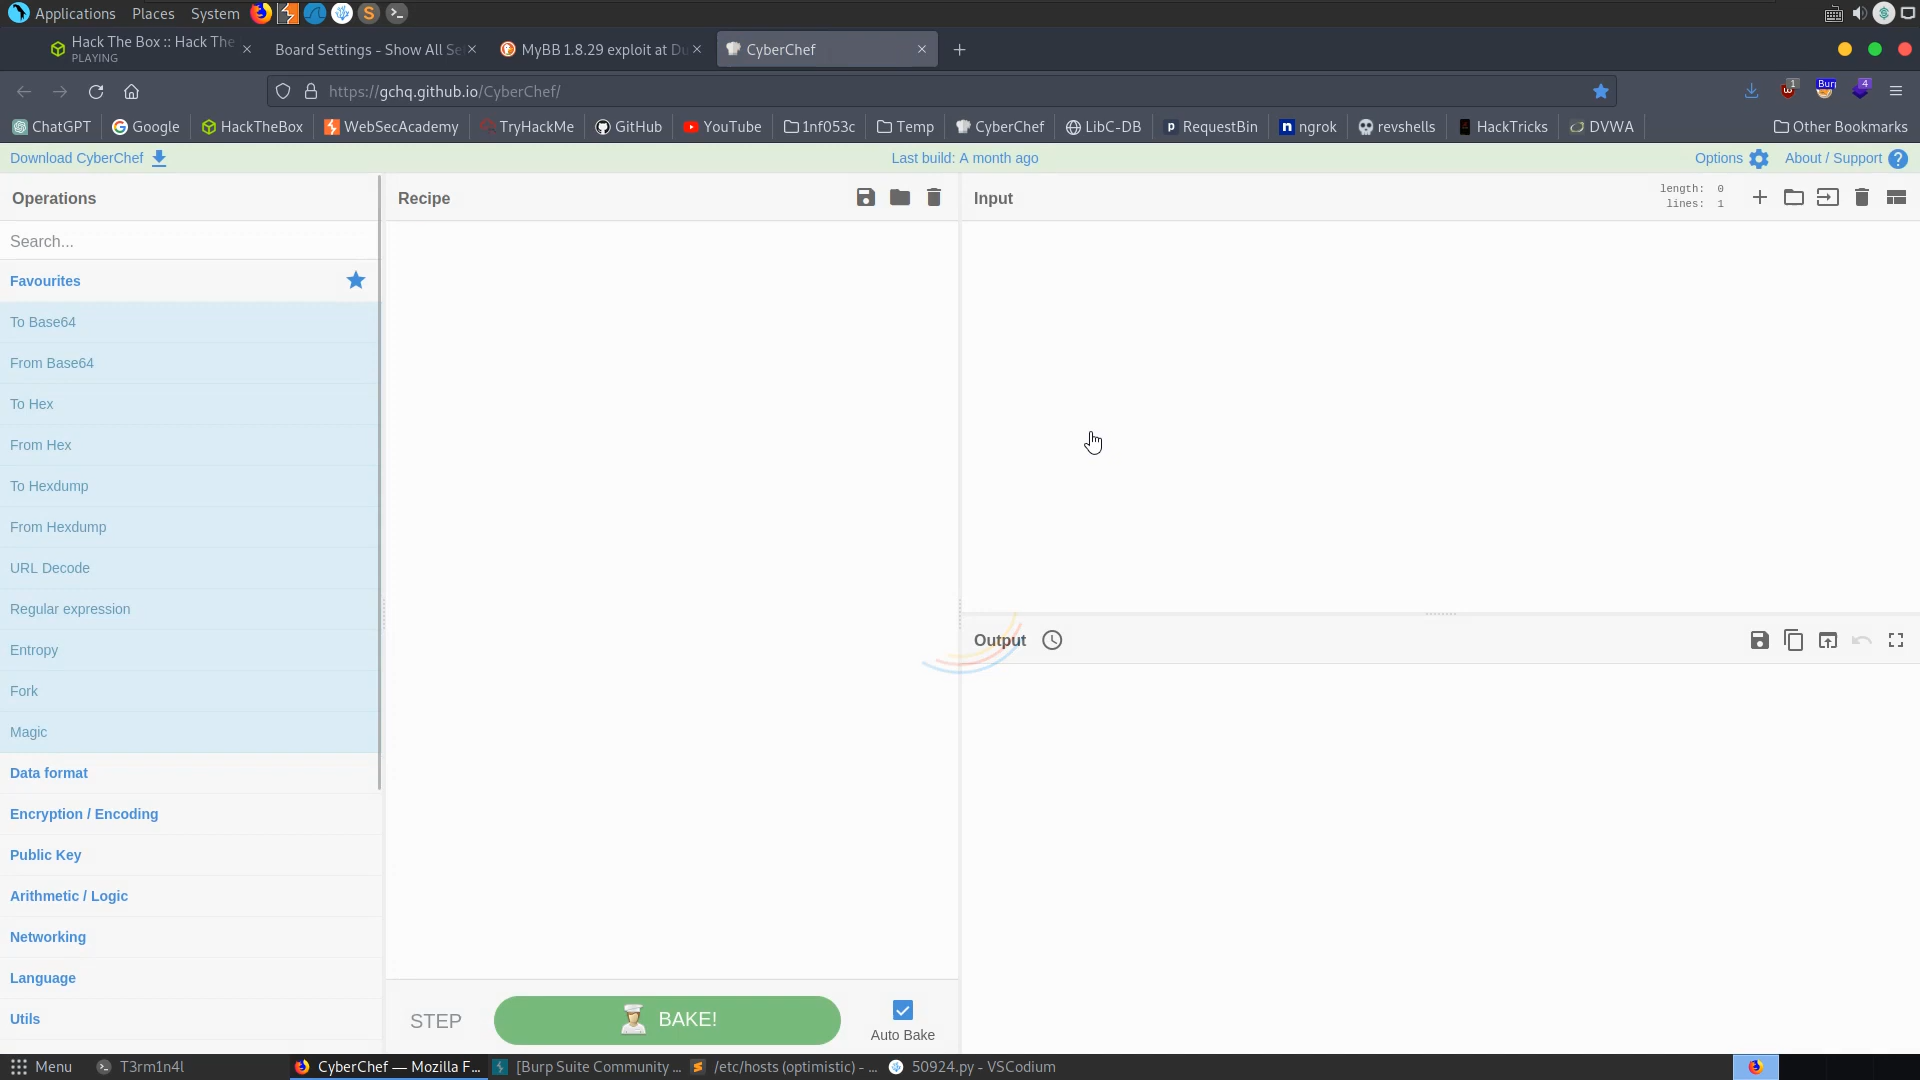 Applications Places System
Hack The Box :: Hack The
PLAYING
Board Settings - Show All Se
MyBB 1.8.29 exploit at Du
CyberChef
https://gchq.github.io/CyberChef/
1
Burp
4
ChatGPT Google HackTheBox WebSecAcademy TryHackMe GitHub YouTube 1nf053c Temp CyberChef LibC-DB RequestBin ngrok revshells HackTricks DVWA Other Bookmarks
Download CyberChef
Last build: A month ago
Options
About / Support
Operations
Search...
Favourites
To Base64
From Base64
To Hex
From Hex
To Hexdump
From Hexdump
URL Decode
Regular expression
Entropy
Fork
Magic
Data format
Encryption / Encoding
Public Key
Arithmetic / Logic
Networking
Language
Utils
Recipe
STEP
BAKE!
Auto Bake
Input
length: 0
lines: 1
Output
Menu
T3rm1n4l
CyberChef — Mozilla F...
[Burp Suite Community ...
/etc/hosts (optimistic) - ...
50924.py - VSCodium